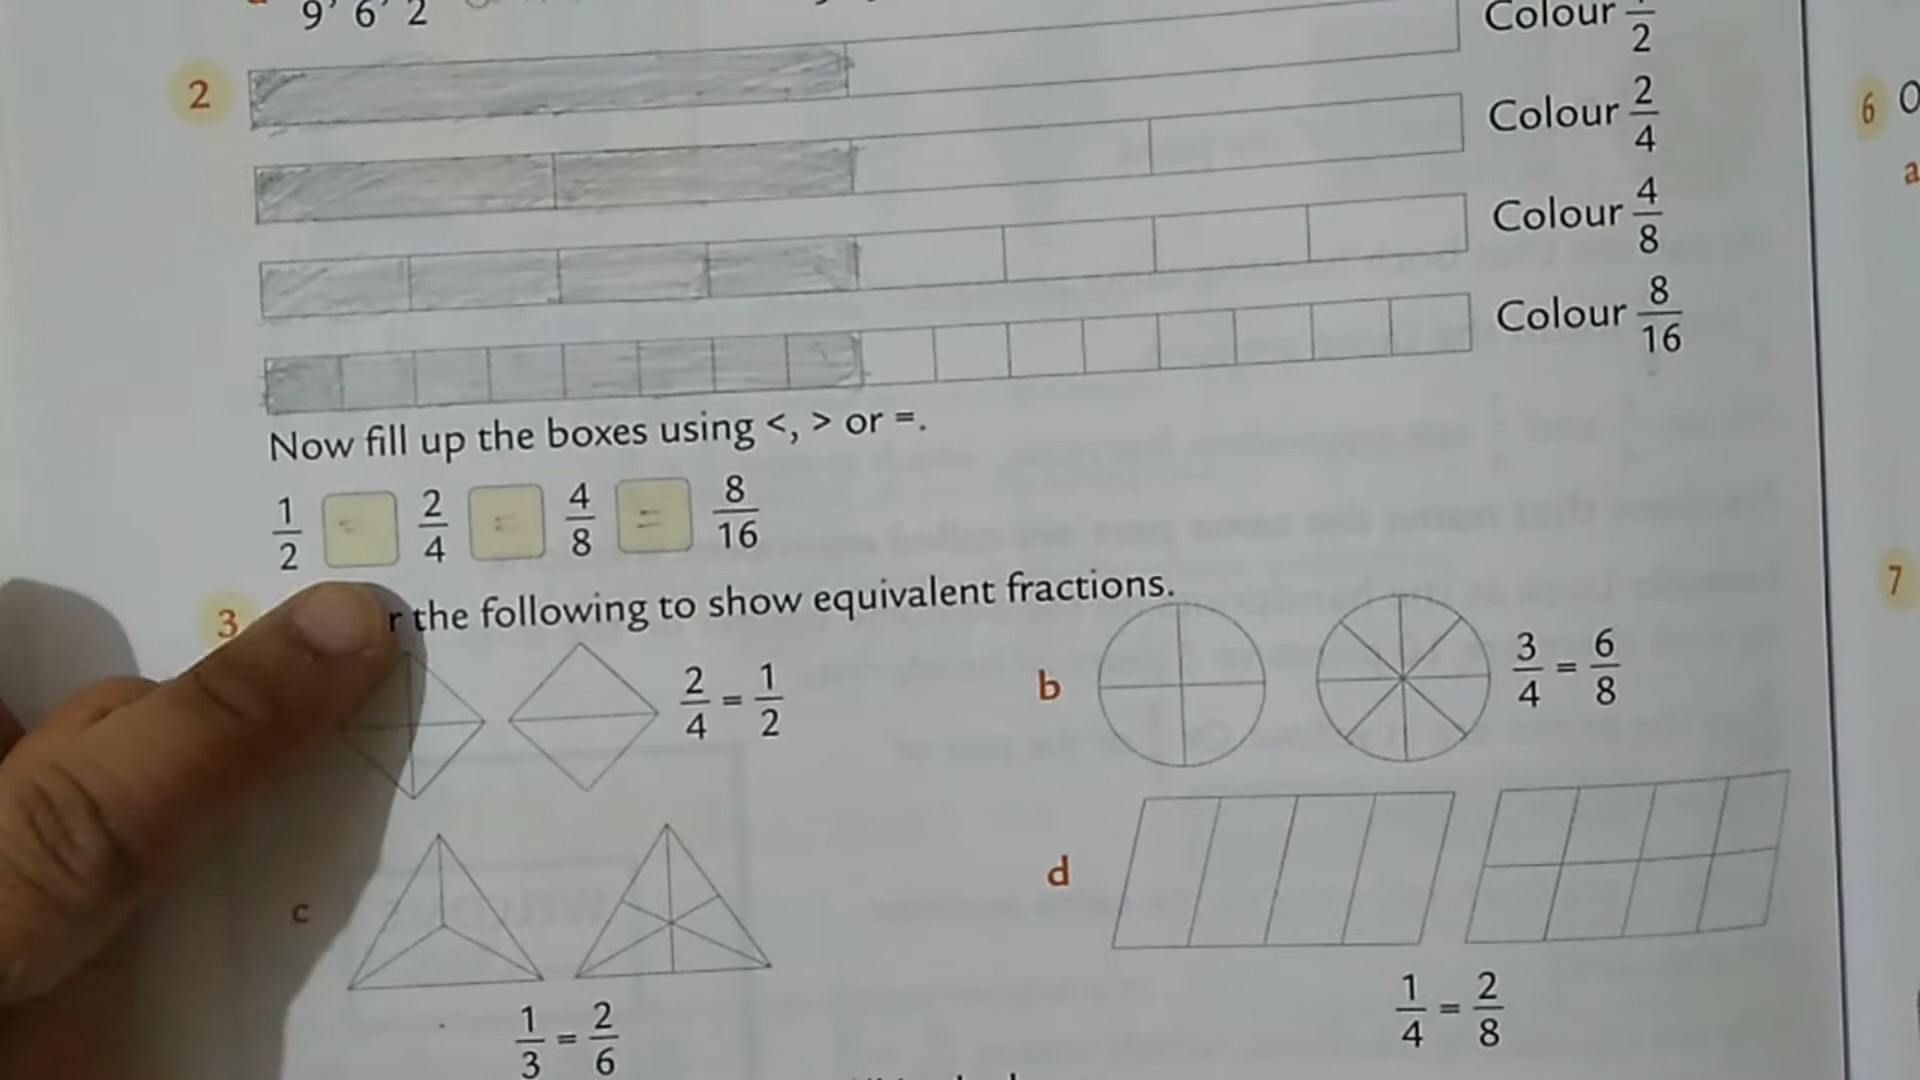 9, 6, 2
2 Colour 1/2
Colour 2/4
Colour 4/8
Colour 8/16
Now fill up the boxes using <, > or =.
1/2 = 2/4 = 4/8 = 8/16
3 r the following to show equivalent fractions.
2/4 = 1/2
b 3/4 = 6/8
c 1/3 = 2/6
d 1/4 = 2/8
6 O
a
7